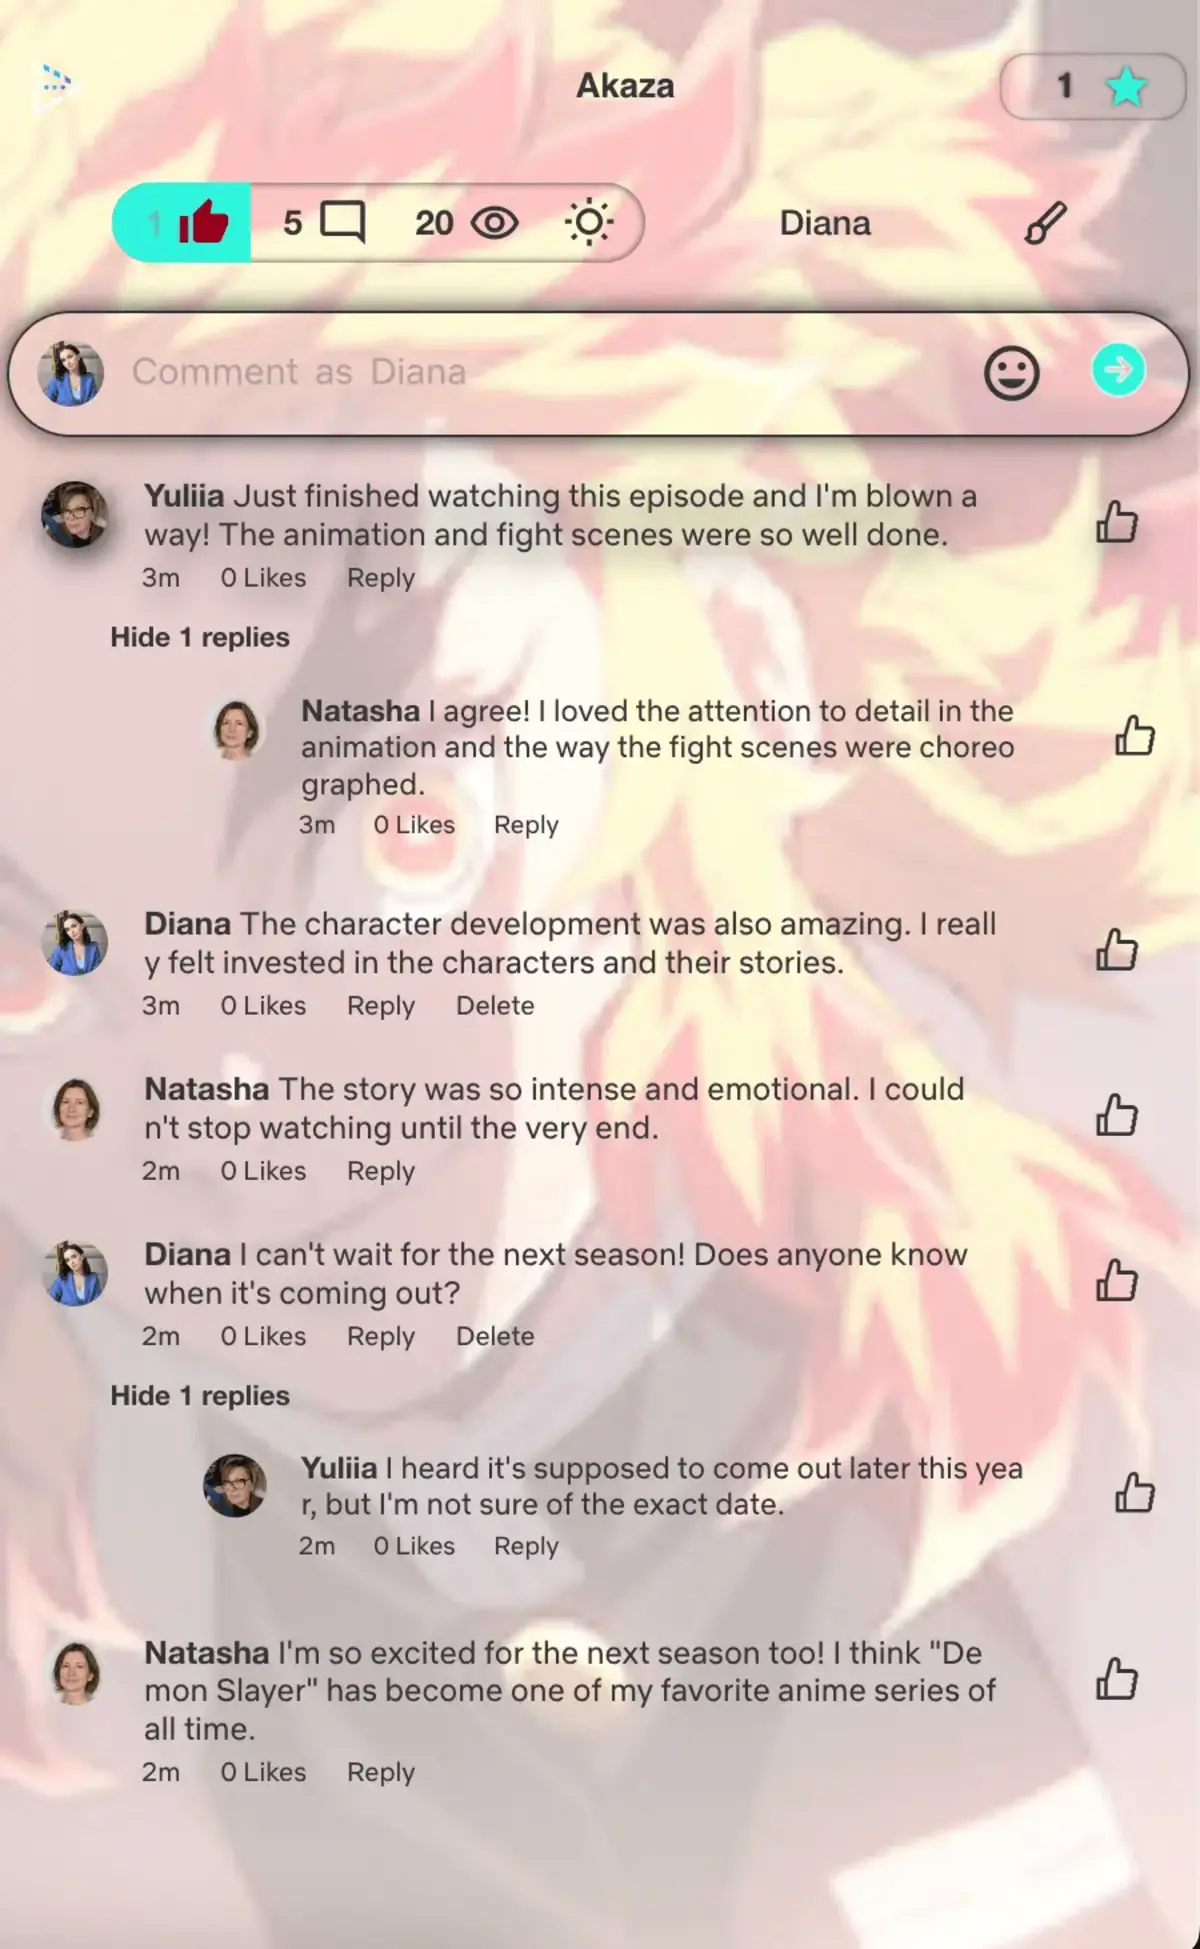 Akaza
1
1
5
20
Diana
Comment as Diana
Yuliia Just finished watching this episode and I'm blown a
way! The animation and fight scenes were so well done.
3m 0 Likes Reply
Hide 1 replies
Natasha I agree! I loved the attention to detail in the
animation and the way the fight scenes were choreo
graphed.
3m 0 Likes Reply
Diana The character development was also amazing. I reall
y felt invested in the characters and their stories.
3m 0 Likes Reply Delete
Natasha The story was so intense and emotional. I could
n't stop watching until the very end.
2m 0 Likes Reply
Diana I can't wait for the next season! Does anyone know
when it's coming out?
2m 0 Likes Reply Delete
Hide 1 replies
Yuliia I heard it's supposed to come out later this yea
r, but I'm not sure of the exact date.
2m 0 Likes Reply
Natasha I'm so excited for the next season too! I think "De
mon Slayer" has become one of my favorite anime series of
all time.
2m 0 Likes Reply